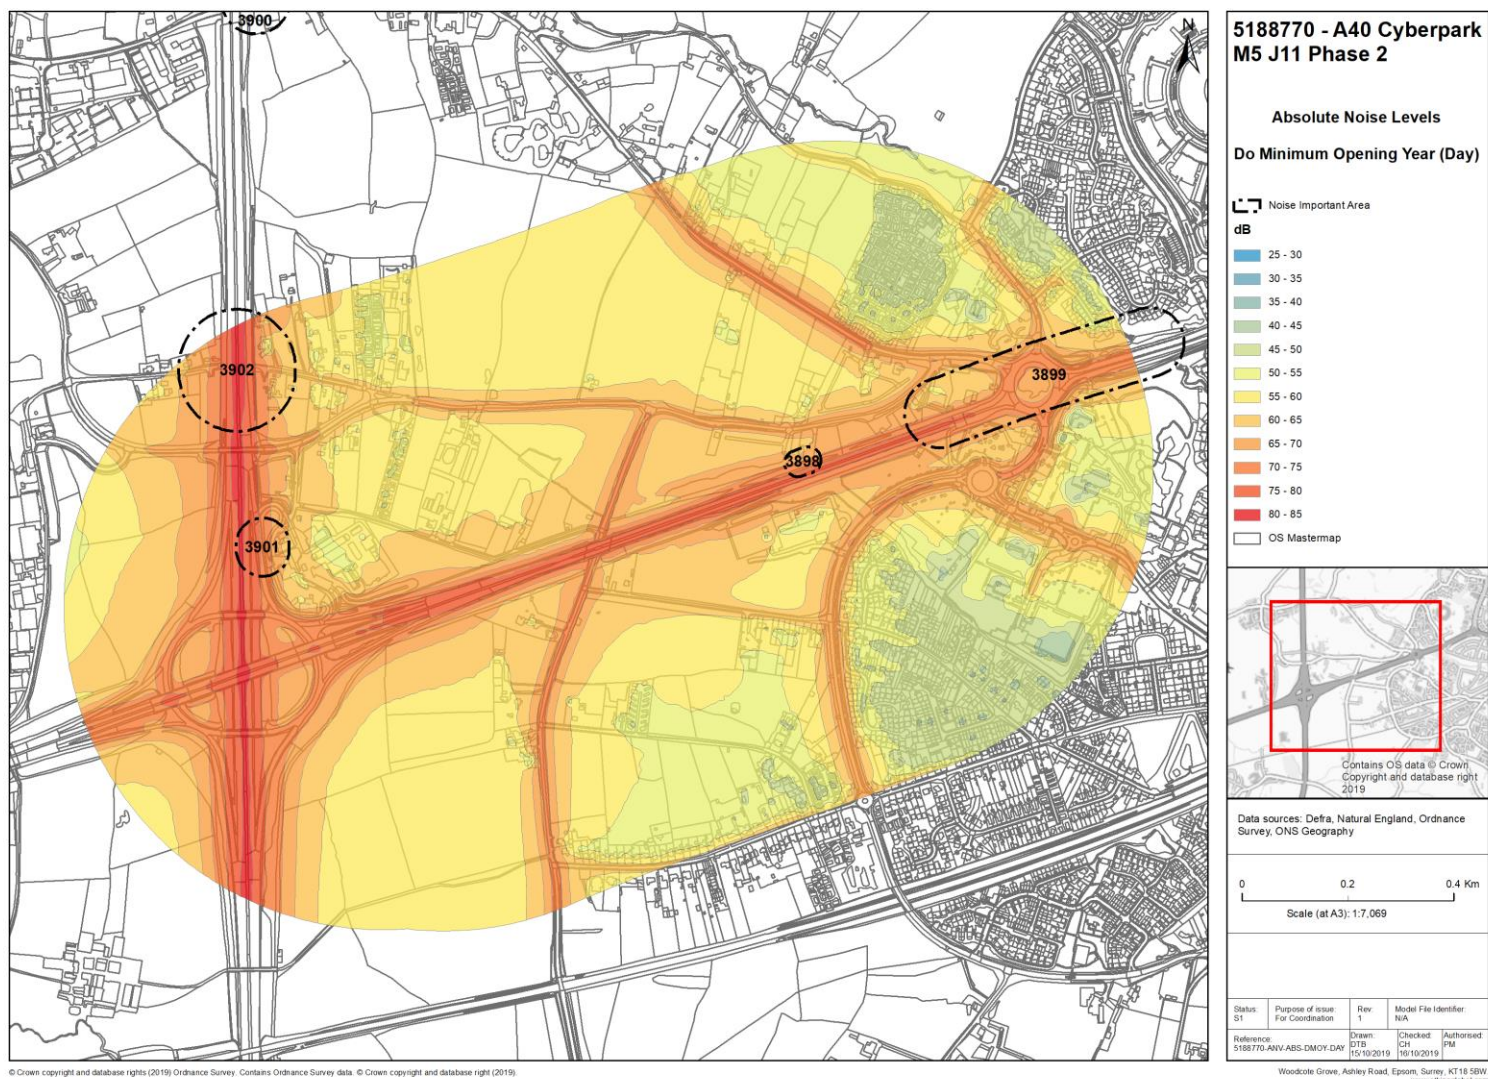 3900
N
3902
3899
3898
3901
5188770 - A40 Cyberpark
M5 J11 Phase 2
Absolute Noise Levels
Do Minimum Opening Year (Day)
Noise Important Area
dB
25 - 30
30 - 35
35 - 40
40 - 45
45 - 50
50 - 55
55 - 60
60 - 65
65 - 70
70 - 75
75 - 80
80 - 85
OS Mastermap
Contains OS data © Crown
Copyright and database right
2019
Data sources: Defra, Natural England, Ordnance
Survey, ONS Geography
0 0.2 0.4 Km
Scale (at A3): 1:7,069
Status: Purpose of issue: Rev: Model File Identifier:
S1 For Coordination 1 N/A
Reference: Drawn: Checked: Authorised:
5188770-ANV-ABS-DMOY-DAY DTB CH PM
15/10/2019 16/10/2019
© Crown copyright and database rights (2019) Ordnance Survey. Contains Ordnance Survey data. © Crown copyright and database right (2019).
Woodcote Grove, Ashley Road, Epsom, Surrey, KT18 5BW